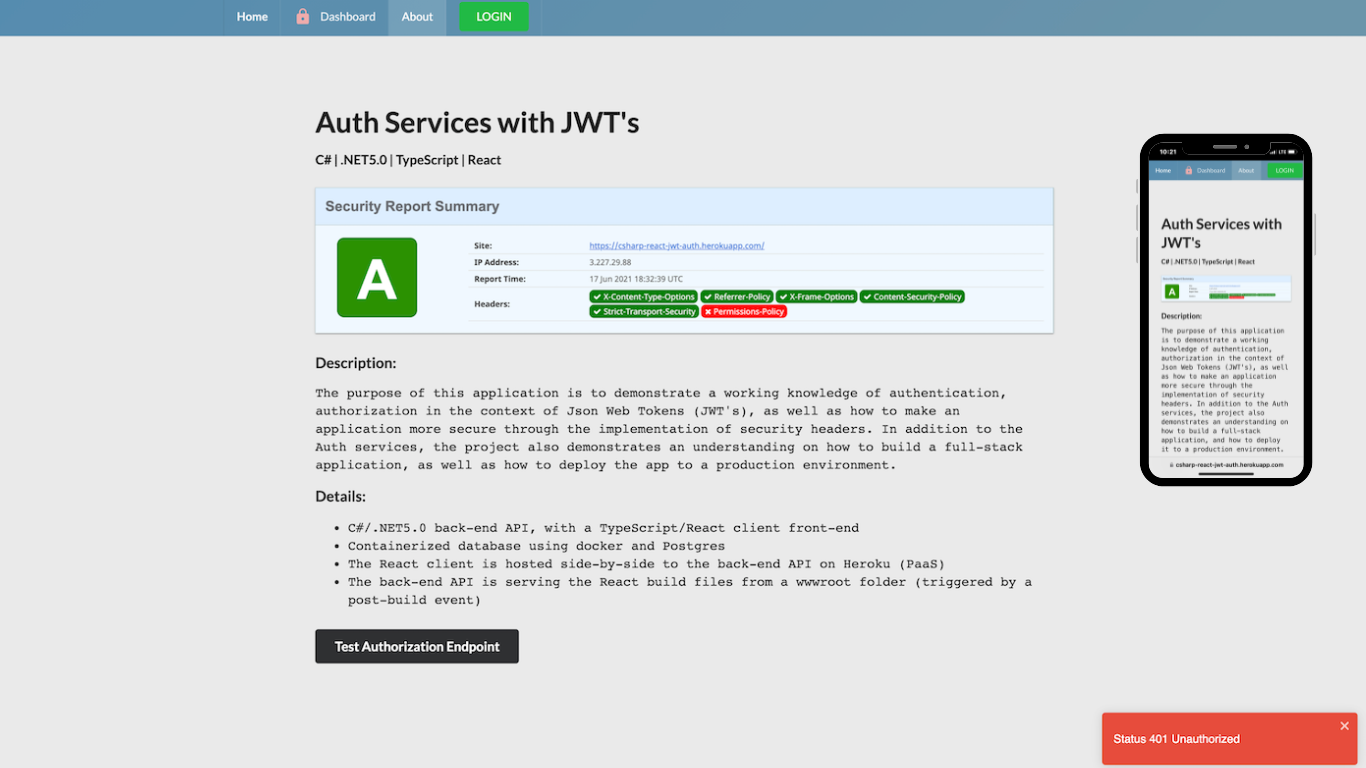 Home Dashboard About LOGIN
Auth Services with JWT's
C# | .NET5.0 | TypeScript | React
Security Report Summary
A
Site: https://csharp-react-jwt-auth.herokuapp.com/
IP Address: 3.227.29.88
Report Time: 17 Jun 2021 18:32:39 UTC
Headers: X-Content-Type-Options Referrer-Policy X-Frame-Options Content-Security-Policy
Strict-Transport-Security Permissions-Policy
Description:
The purpose of this application is to demonstrate a working knowledge of authentication,
authorization in the context of Json Web Tokens (JWT's), as well as how to make an
application more secure through the implementation of security headers. In addition to the
Auth services, the project also demonstrates an understanding on how to build a full-stack
application, as well as how to deploy the app to a production environment.
Details:
• C#/.NET5.0 back-end API, with a TypeScript/React client front-end
• Containerized database using docker and Postgres
• The React client is hosted side-by-side to the back-end API on Heroku (PaaS)
• The back-end API is serving the React build files from a wwwroot folder (triggered by a
post-build event)
Test Authorization Endpoint
10:21 LTE
Home Dashboard About LOGIN
Auth Services with
JWT's
C# | .NET5.0 | TypeScript | React
A
Description:
The purpose of this application
is to demonstrate a working
knowledge of authentication,
authorization in the context of
Json Web Tokens (JWT's), as well
as how to make an application
more secure through the
implementation of security
headers. In addition to the Auth
services, the project also
demonstrates an understanding on
how to build a full-stack
application, and how to deploy
it to a production environment.
csharp-react-jwt-auth.herokuapp.com
Status 401 Unauthorized